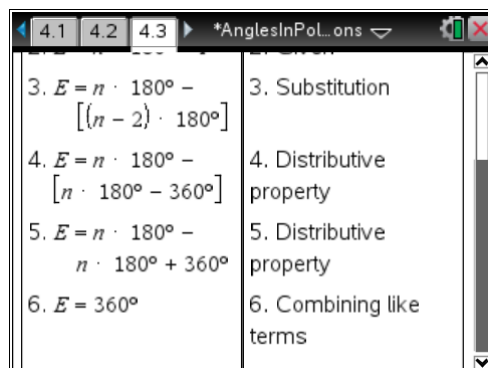 4.1 4.2 4.3 *AnglesInPol...ons
3. E = n · 180° –
[(n – 2) · 180°]
3. Substitution
4. E = n · 180° –
[n · 180° – 360°]
4. Distributive
property
5. E = n · 180° –
n · 180° + 360°
5. Distributive
property
6. E = 360°
6. Combining like
terms